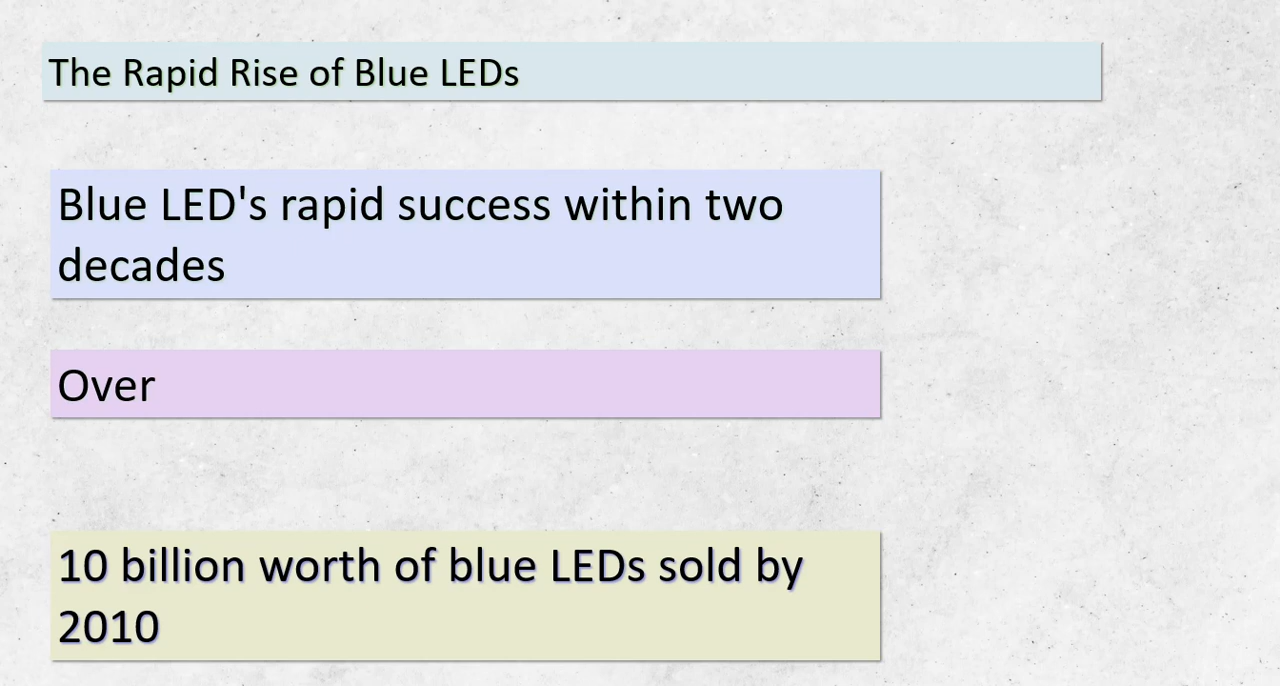 The Rapid Rise of Blue LEDs
Blue LED's rapid success within two
decades
Over
10 billion worth of blue LEDs sold by
2010